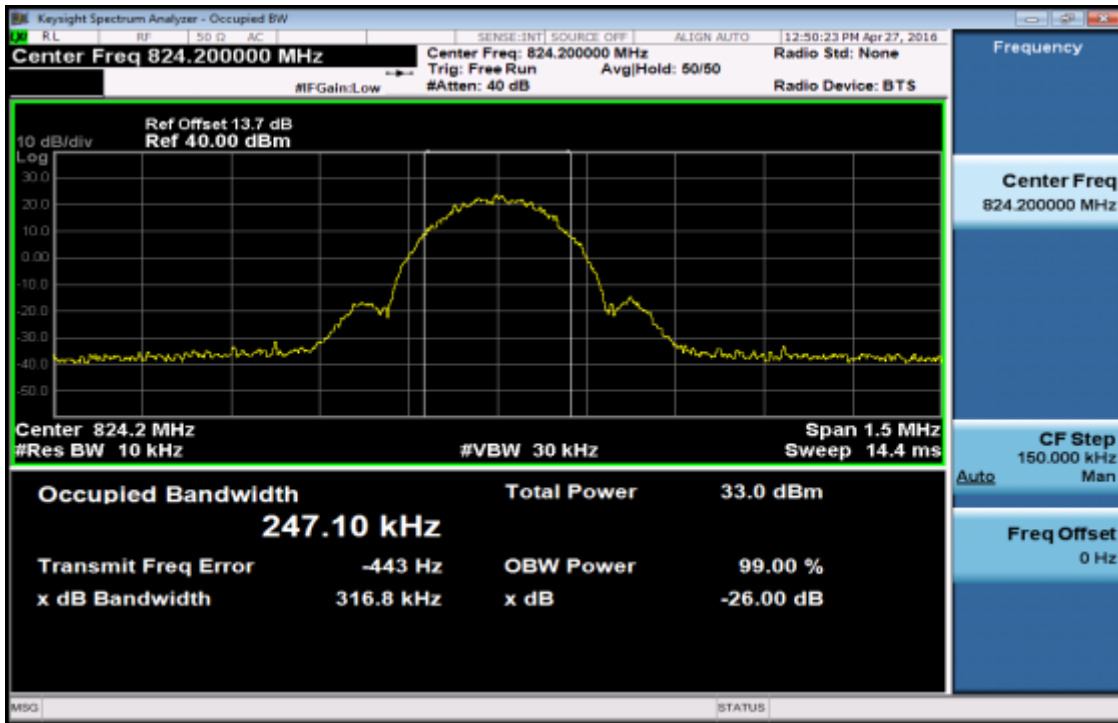 Keysight Spectrum Analyzer - Occupied BW
RL RF 50 Ω AC SENSE:INT SOURCE OFF ALIGN AUTO 12:50:23 PM Apr 27, 2016
Center Freq 824.200000 MHz
Center Freq: 824.200000 MHz
Radio Std: None
Trig: Free Run Avg|Hold: 50/50
#IFGain:Low
#Atten: 40 dB
Radio Device: BTS
Ref Offset 13.7 dB
10 dB/div Ref 40.00 dBm
Log
30.0
20.0
10.0
0.00
-10.0
-20.0
-30.0
-40.0
-50.0
Center 824.2 MHz Span 1.5 MHz
#Res BW 10 kHz #VBW 30 kHz Sweep 14.4 ms
Occupied Bandwidth Total Power 33.0 dBm
247.10 kHz
Transmit Freq Error -443 Hz OBW Power 99.00 %
x dB Bandwidth 316.8 kHz x dB -26.00 dB
MSG STATUS
Frequency
Center Freq
824.200000 MHz
CF Step
150.000 kHz
Auto Man
Freq Offset
0 Hz